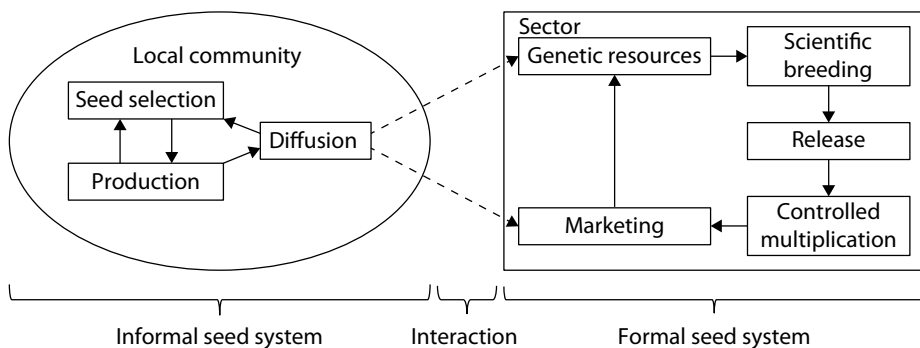 Local community
Seed selection
Production
Diffusion
Sector
Genetic resources
Scientific
breeding
Release
Controlled
multiplication
Marketing
Informal seed system
Interaction
Formal seed system